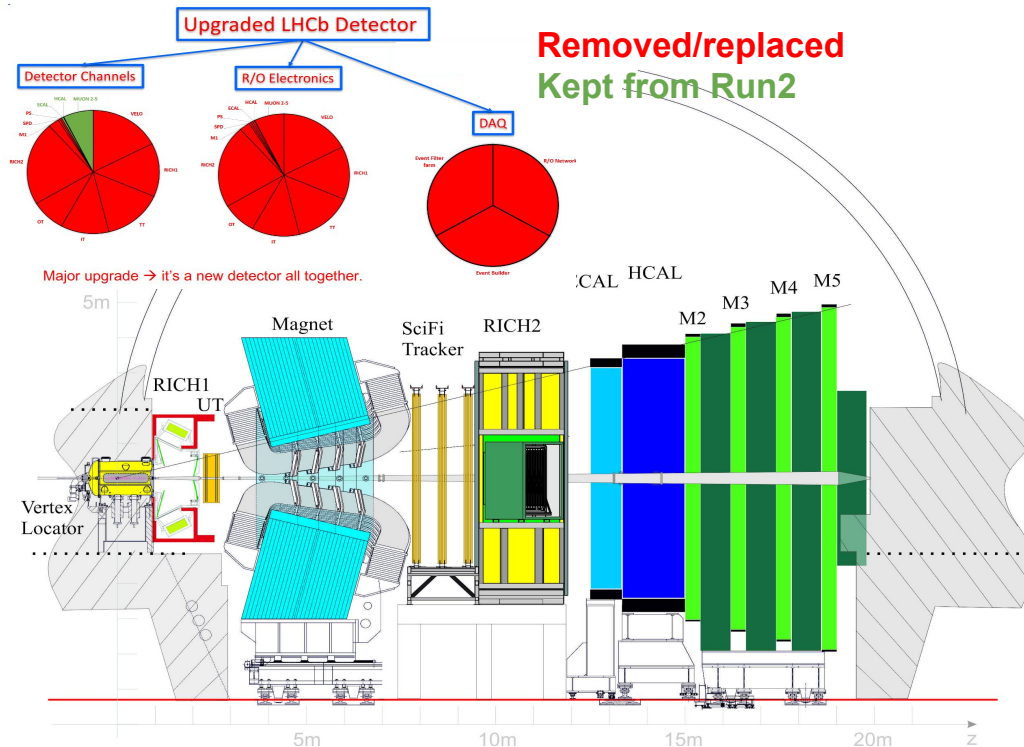 Upgraded LHCb Detector
Removed/replaced
Kept from Run2
Detector Channels
R/O Electronics
DAQ
ECAL
HCAL
MUON 2-5
VELO
PS
SPD
M1
RICH2
RICH1
OT
IT
TT
ECAL
HCAL
MUON 2-5
VELO
PS
SPD
M1
RICH2
RICH1
OT
IT
TT
Event Filter
farm
R/O Network
Event Builder
Major upgrade → it's a new detector all together.
5m
Magnet
SciFi
Tracker
RICH2
CAL
HCAL
M2
M3
M4
M5
RICH1
UT
Vertex
Locator
5m
10m
15m
20m
z